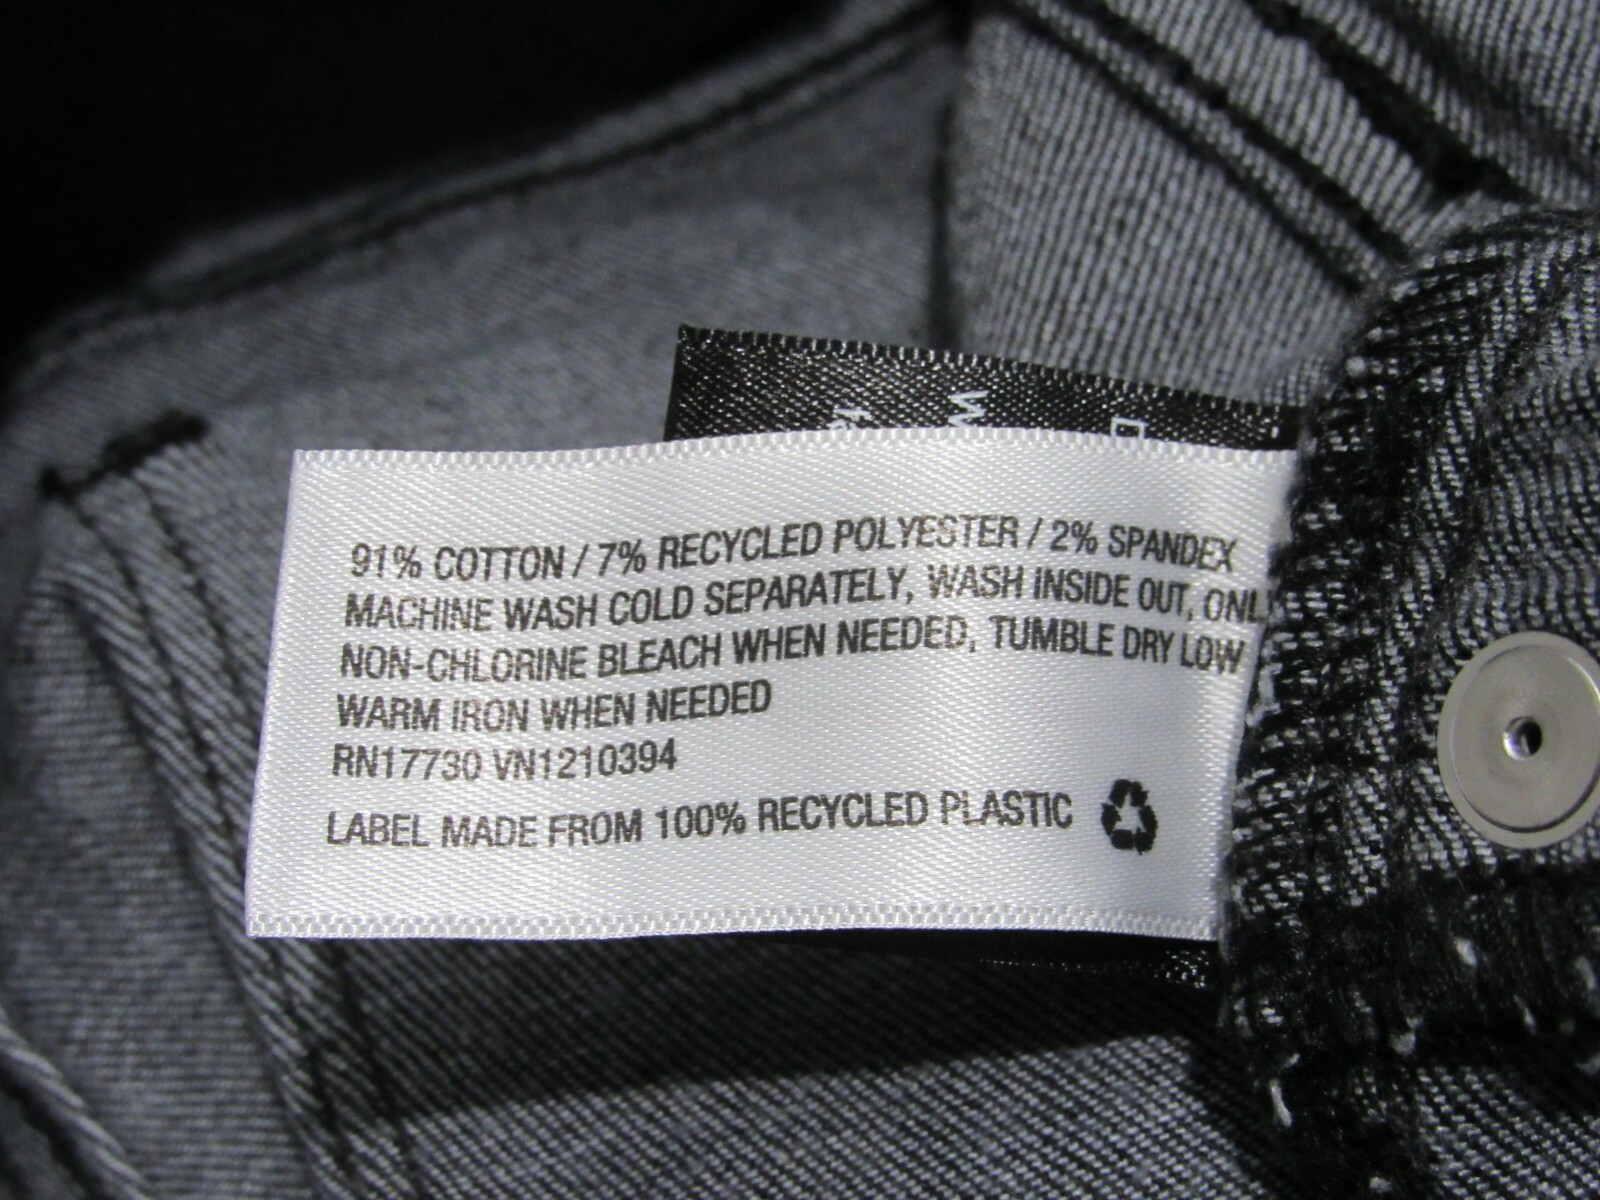 91% COTTON / 7% RECYCLED POLYESTER / 2% SPANDEX
MACHINE WASH COLD SEPARATELY, WASH INSIDE OUT, ONLY
NON-CHLORINE BLEACH WHEN NEEDED, TUMBLE DRY LOW
WARM IRON WHEN NEEDED
RN17730 VN1210394
LABEL MADE FROM 100% RECYCLED PLASTIC